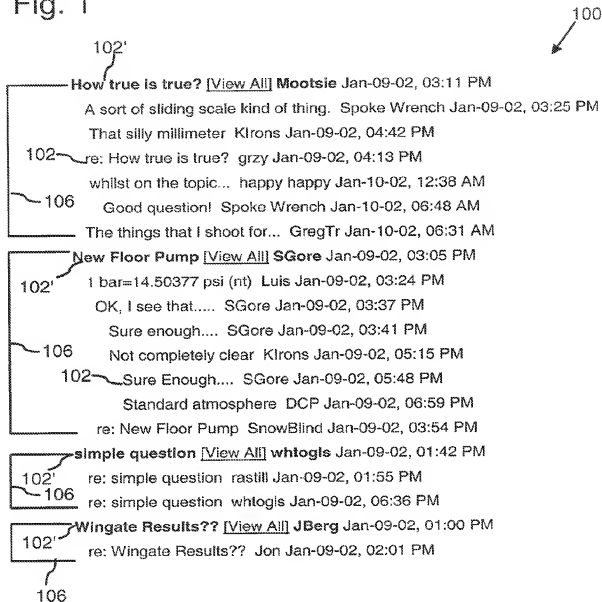 Fig. 1
100
102'
How true is true? [View All] Mootsie Jan-09-02, 03:11 PM
A sort of sliding scale kind of thing. Spoke Wrench Jan-09-02, 03:25 PM
That silly millimeter KIrons Jan-09-02, 04:42 PM
102 re: How true is true? grzy Jan-09-02, 04:13 PM
whilst on the topic... happy happy Jan-10-02, 12:38 AM
106 Good question! Spoke Wrench Jan-10-02, 06:48 AM
The things that I shoot for... GregTr Jan-10-02, 06:31 AM
New Floor Pump [View All] SGore Jan-09-02, 03:05 PM
102' 1 bar=14.50377 psi (nt) Luis Jan-09-02, 03:24 PM
OK, I see that..... SGore Jan-09-02, 03:37 PM
Sure enough.... SGore Jan-09-02, 03:41 PM
106 Not completely clear KIrons Jan-09-02, 05:15 PM
102 Sure Enough.... SGore Jan-09-02, 05:48 PM
Standard atmosphere DCP Jan-09-02, 06:59 PM
re: New Floor Pump SnowBlind Jan-09-02, 03:54 PM
simple question [View All] whtogls Jan-09-02, 01:42 PM
102' re: simple question rastill Jan-09-02, 01:55 PM
106 re: simple question whtogls Jan-09-02, 06:36 PM
Wingate Results?? [View All] JBerg Jan-09-02, 01:00 PM
102' re: Wingate Results?? Jon Jan-09-02, 02:01 PM
106